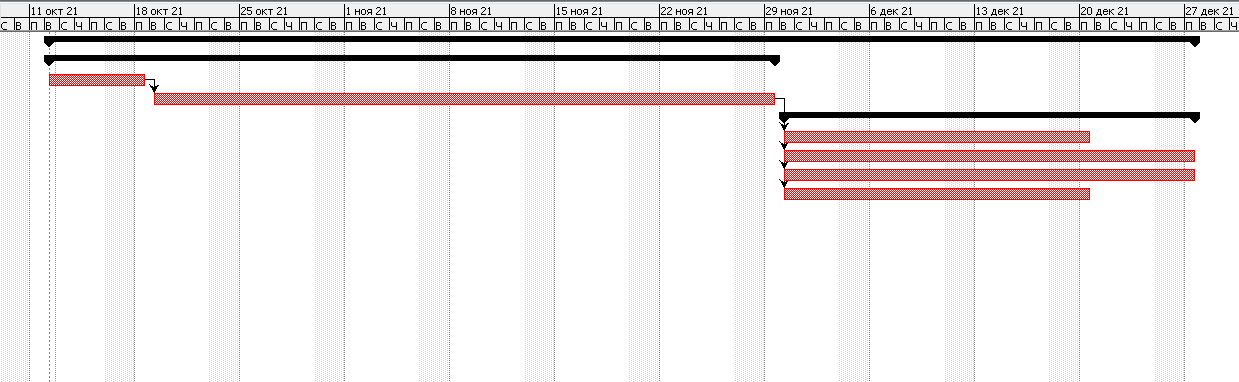 11 окт 21 18 окт 21 25 окт 21 1 ноя 21 8 ноя 21 15 ноя 21 22 ноя 21 29 ноя 21 6 дек 21 13 дек 21 20 дек 21 27 дек 21
С В П В С Ч П С В П В С Ч П С В П В С Ч П С В П В С Ч П С В П В С Ч П С В П В С Ч П С В П В С Ч П С В П В С Ч П С В П В С Ч П С В П В С Ч П С В П В С Ч П С В П В С Ч